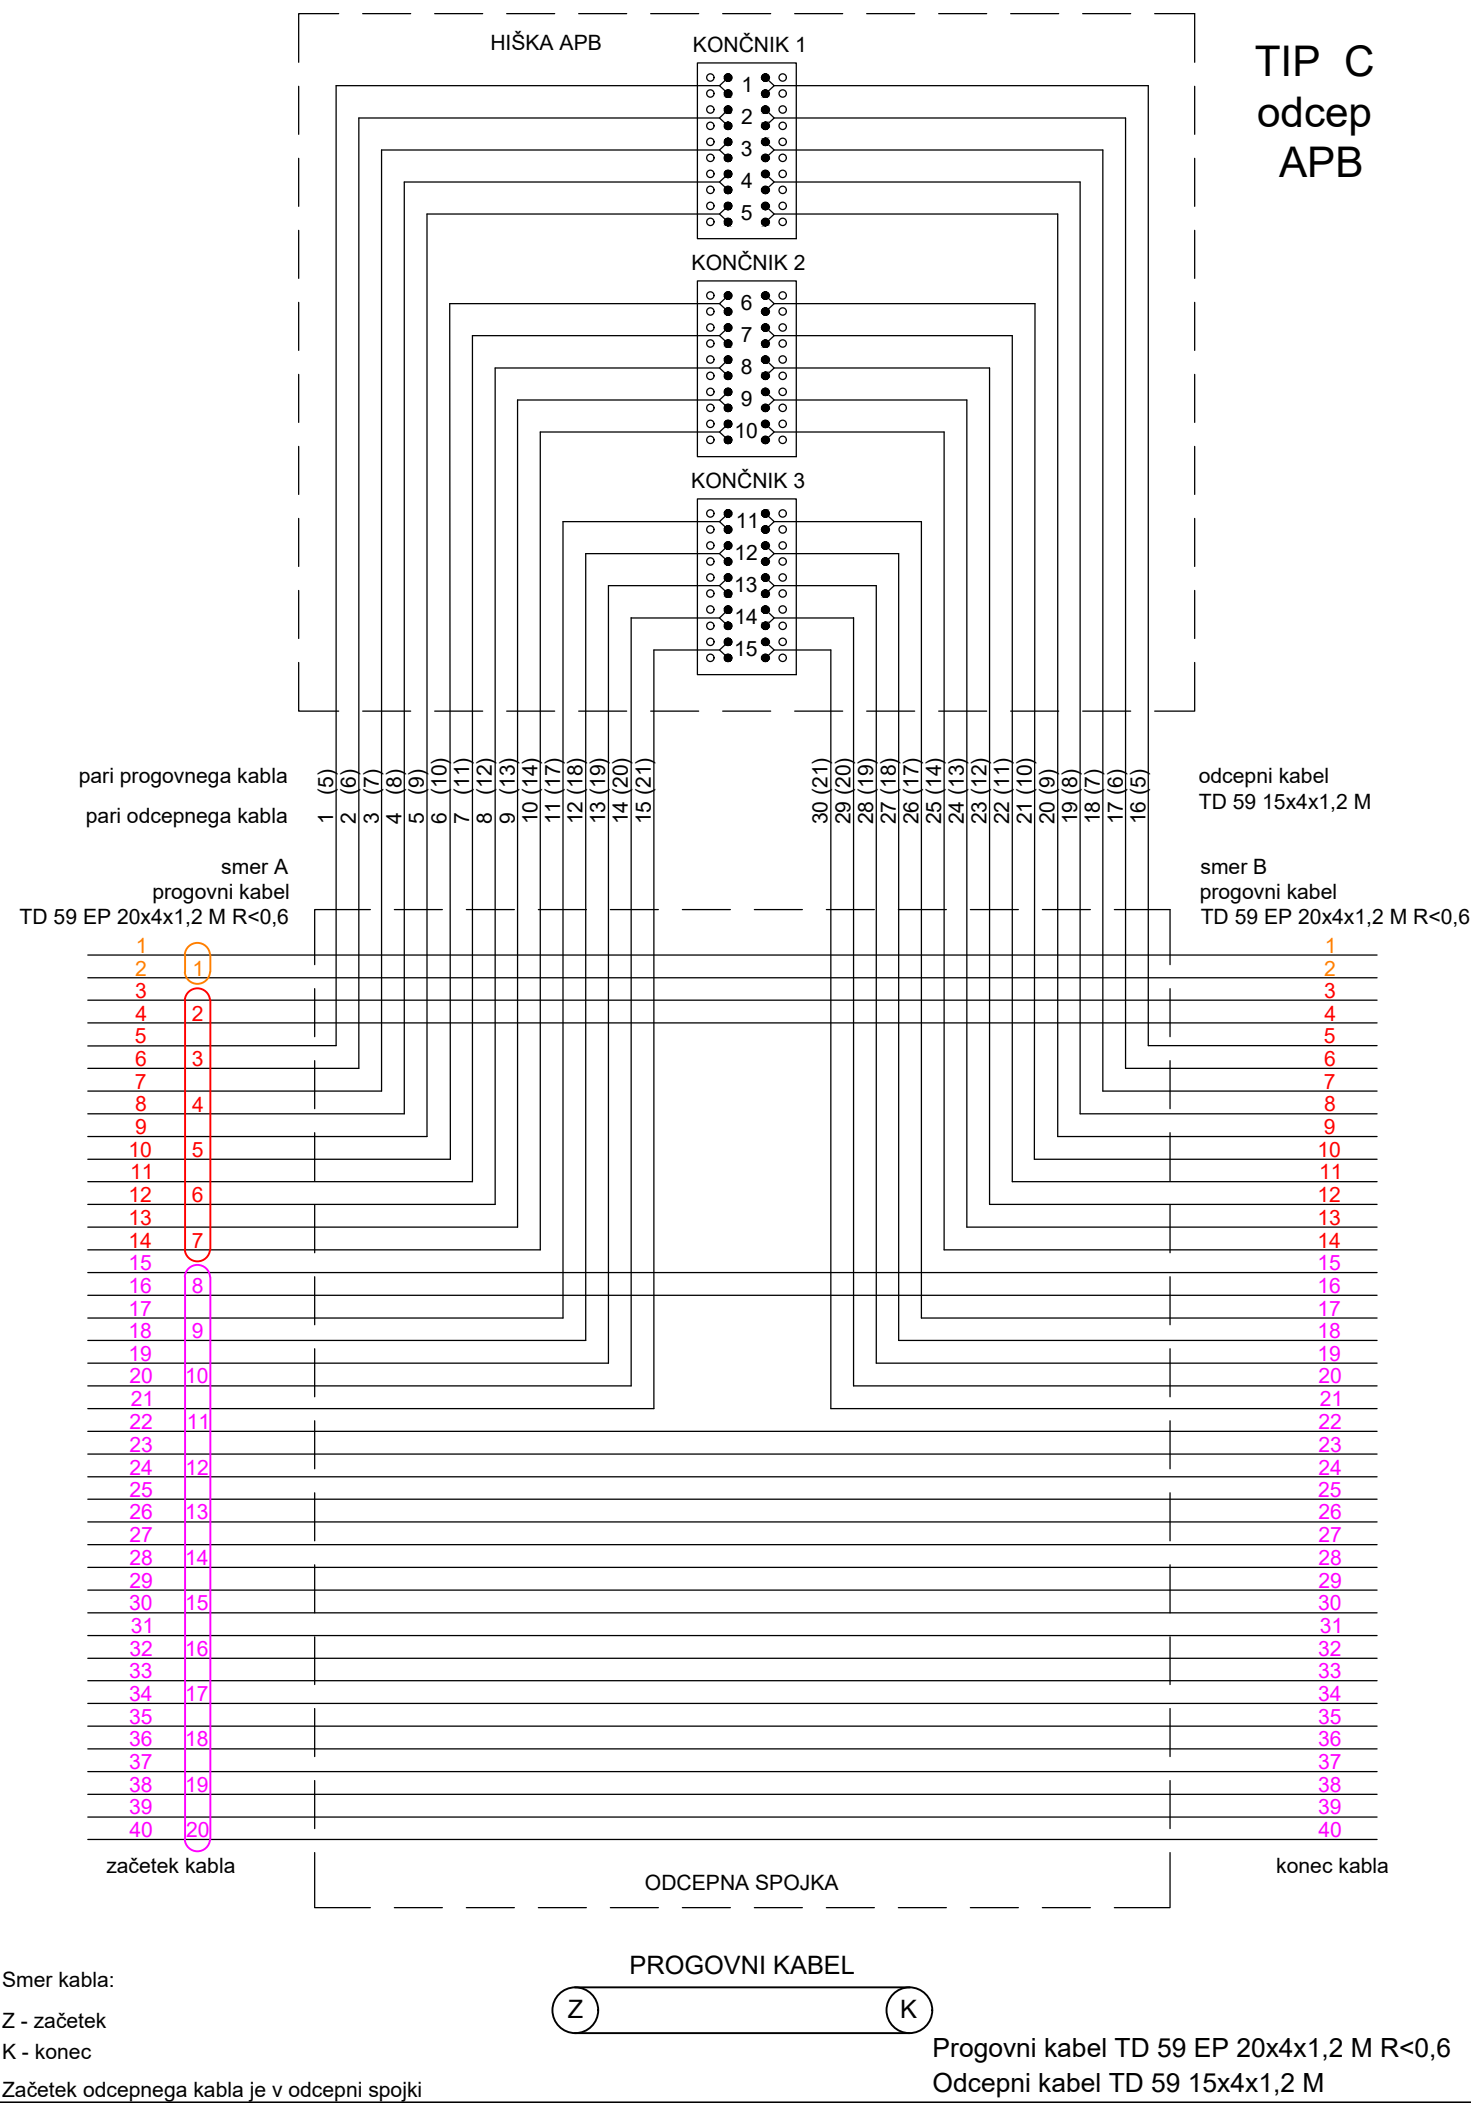 HIŠKA APB
KONČNIK 1
TIP C
odcep
APB
1
2
3
4
5
KONČNIK 2
6
7
8
9
10
KONČNIK 3
11
12
13
14
15
pari progovnega kabla (5) (6) (7) (8) (9) (10) (11) (12) (13) (14) (17) (18) (19) (20) (21)
pari odcepnega kabla 1 2 3 4 5 6 7 8 9 10 11 12 13 14 15
(21) (20) (19) (18) (17) (14) (13) (12) (11) (10) (9) (8) (7) (6) (5)
30 29 28 27 26 25 24 23 22 21 20 19 18 17 16
odcepni kabel
TD 59 15x4x1,2 M
smer A
progovni kabel
TD 59 EP 20x4x1,2 M R<0,6
smer B
progovni kabel
TD 59 EP 20x4x1,2 M R<0,6
1 1
2 1 2
3 3
4 2 4
5 5
6 3 6
7 7
8 4 8
9 9
10 5 10
11 11
12 6 12
13 13
14 7 14
15 15
16 8 16
17 17
18 9 18
19 19
20 10 20
21 21
22 11 22
23 23
24 12 24
25 25
26 13 26
27 27
28 14 28
29 29
30 15 30
31 31
32 16 32
33 33
34 17 34
35 35
36 18 36
37 37
38 19 38
39 39
40 20 40
začetek kabla
konec kabla
ODCEPNA SPOJKA
PROGOVNI KABEL
Z K
Smer kabla:
Z - začetek
K - konec
Začetek odcepnega kabla je v odcepni spojki
Progovni kabel TD 59 EP 20x4x1,2 M R<0,6
Odcepni kabel TD 59 15x4x1,2 M